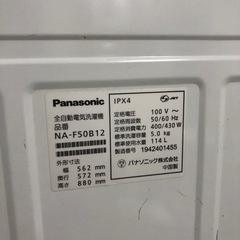 Panasonic
全自動電気洗濯機
品番
NA-F50B12
外形寸法
幅 562 mm
奥行 572 mm
高さ 880 mm
IPX4
定格電圧 100 V～
定格周波数 50/60 Hz
定格消費電力 400/430 W
標準洗濯容量 5.0 kg
標準使用水量 114 L
製造番号 1942401455
パナソニック株式会社
中国製